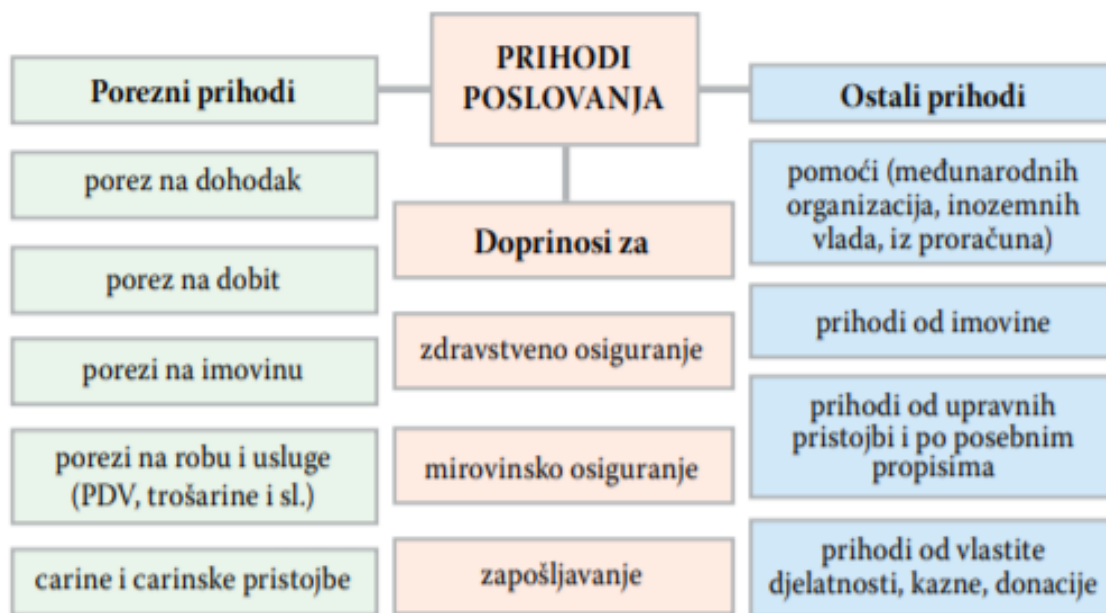 PRIHODI
POSLOVANJA
Porezni prihodi
porez na dohodak
porez na dobit
porezi na imovinu
porezi na robu i usluge
(PDV, trošarine i sl.)
carine i carinske pristojbe
Doprinosi za
zdravstveno osiguranje
mirovinsko osiguranje
zapošljavanje
Ostali prihodi
pomoći (međunarodnih
organizacija, inozemnih
vlada, iz proračuna)
prihodi od imovine
prihodi od upravnih
pristojbi i po posebnim
propisima
prihodi od vlastite
djelatnosti, kazne, donacije